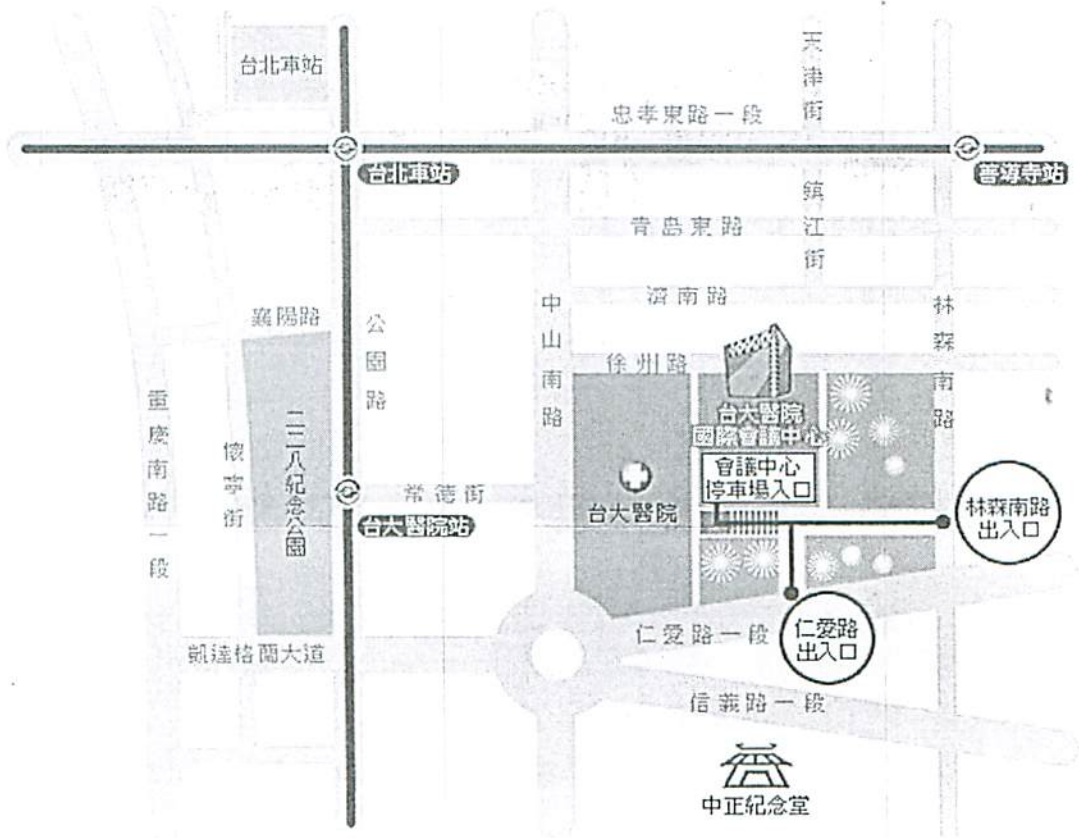 台北車站
天津街
忠孝東路一段
台北車站
善導寺站
鎮江街
青島東路
濟南路
中山南路
林森南路
襄陽路
公園路
徐州路
台大醫院
國際會議中心
重慶南路一段
懷寧街
二二八紀念公園
會議中心
停車場入口
常德街
台大醫院
台大醫院站
林森南路
出入口
仁愛路一段
仁愛路
出入口
凱達格蘭大道
信義路一段
中正紀念堂